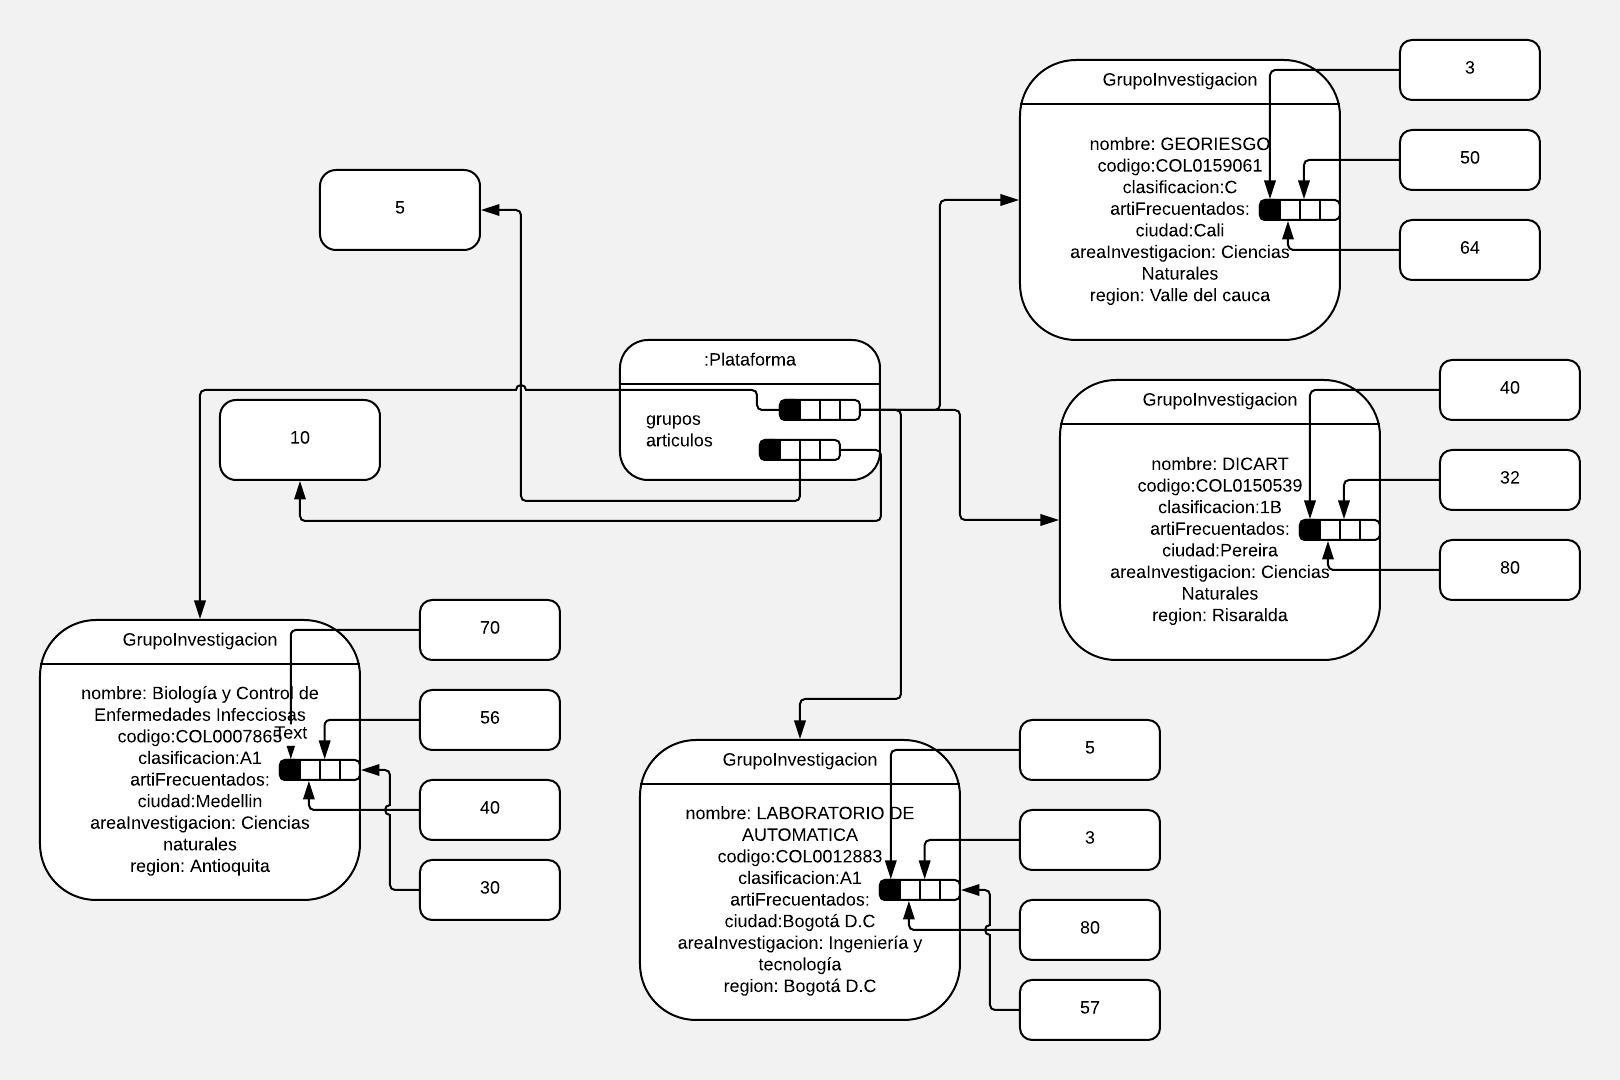 GrupoInvestigacion
nombre: GEORIESGO
codigo:COL0159061
clasificacion:C
artiFrecuentados:
ciudad:Cali
areaInvestigacion: Ciencias
Naturales
region: Valle del cauca
3
50
64
5
:Plataforma
grupos
articulos
10
GrupoInvestigacion
nombre: DICART
codigo:COL0150539
clasificacion:1B
artiFrecuentados:
ciudad:Pereira
areaInvestigacion: Ciencias
Naturales
region: Risaralda
40
32
80
GrupoInvestigacion
nombre: Biología y Control de
Enfermedades Infecciosas
codigo:COL0007865
Text
clasificacion:A1
artiFrecuentados:
ciudad:Medellin
areaInvestigacion: Ciencias
naturales
region: Antioquita
70
56
40
30
GrupoInvestigacion
nombre: LABORATORIO DE
AUTOMATICA
codigo:COL0012883
clasificacion:A1
artiFrecuentados:
ciudad:Bogotá D.C
areaInvestigacion: Ingeniería y
tecnología
region: Bogotá D.C
5
3
80
57